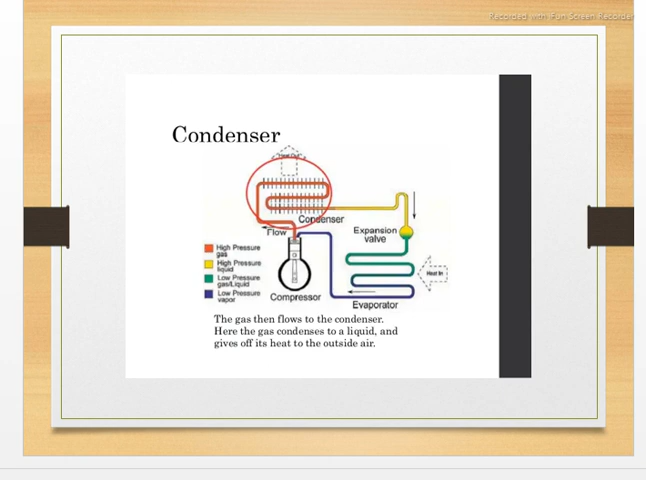 Recorded with Fun Screen Recorder
Condenser
"Heat Out"
Condenser
Flow
Expansion
valve
High Pressure
gas
High Pressure
liquid
Low Pressure
gas/Liquid
Low Pressure
vapor
Heat In
Compressor
Evaporator
The gas then flows to the condenser.
Here the gas condenses to a liquid, and
gives off its heat to the outside air.